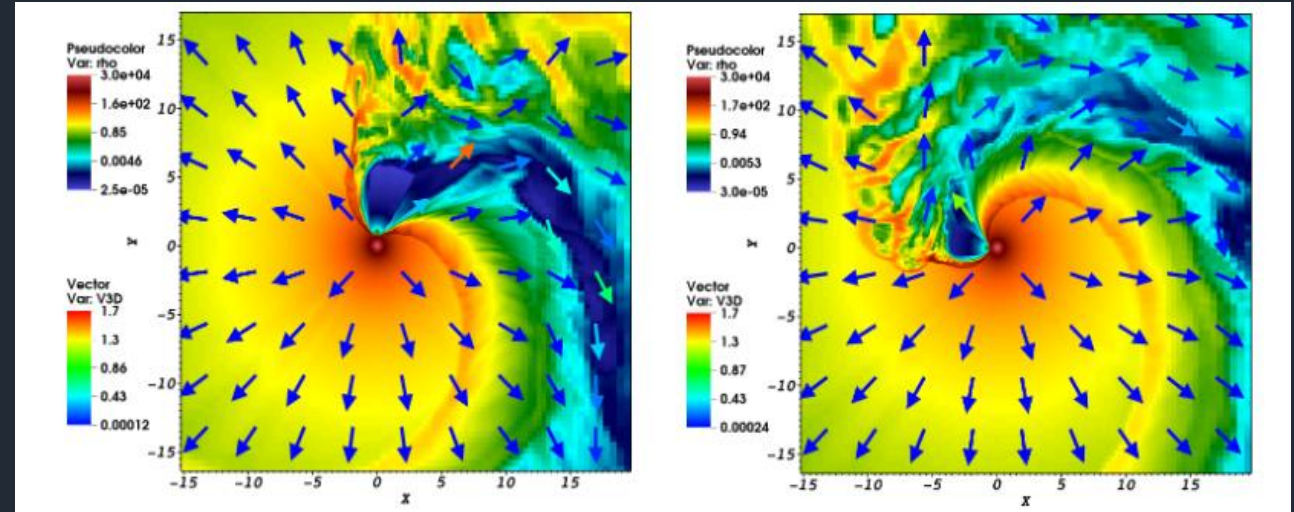 Pseudocolor
Var: rho
3.0e+04
1.6e+02
0.85
0.0046
2.5e-05
Vector
Var: V3D
1.7
1.3
0.86
0.43
0.00012
15
10
5
0
−5
−10
−15
Y
−15 −10 −5 0 5 10 15
X
Pseudocolor
Var: rho
3.0e+04
1.7e+02
0.94
0.0053
3.0e-05
Vector
Var: V3D
1.7
1.3
0.87
0.43
0.00024
15
10
5
0
−5
−10
−15
Y
−15 −10 −5 0 5 10 15
X